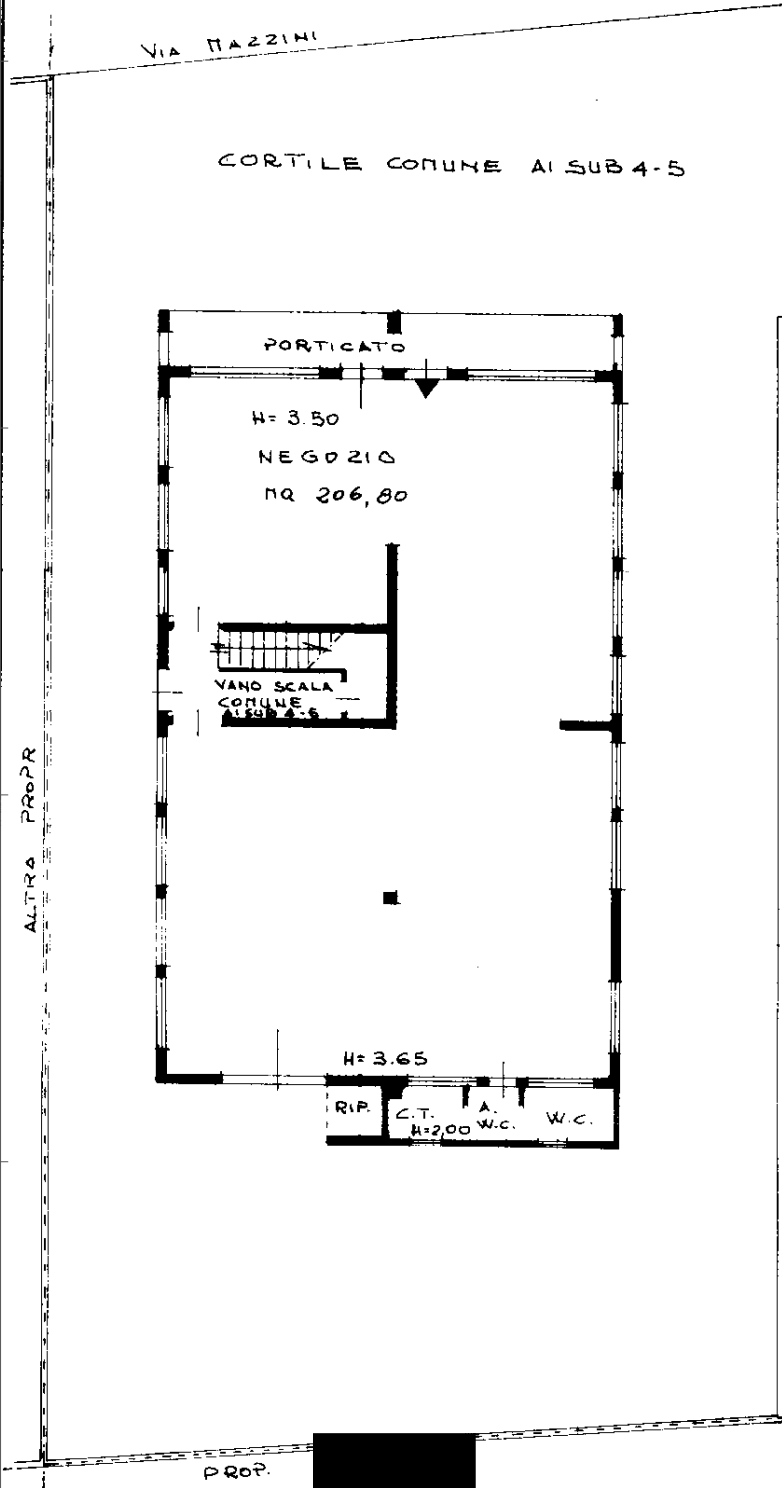 VIA MAZZINI
CORTILE COMUNE AI SUB 4-5
PORTICATO
H= 3.50
NEGOZIO
MQ 206,80
VANO SCALA
COMUNE
AI SUB 4-5
ALTRA PROPR
H= 3.65
RIP.
C.T.
H=2,00
A.
W.C.
W.C.
PROP.